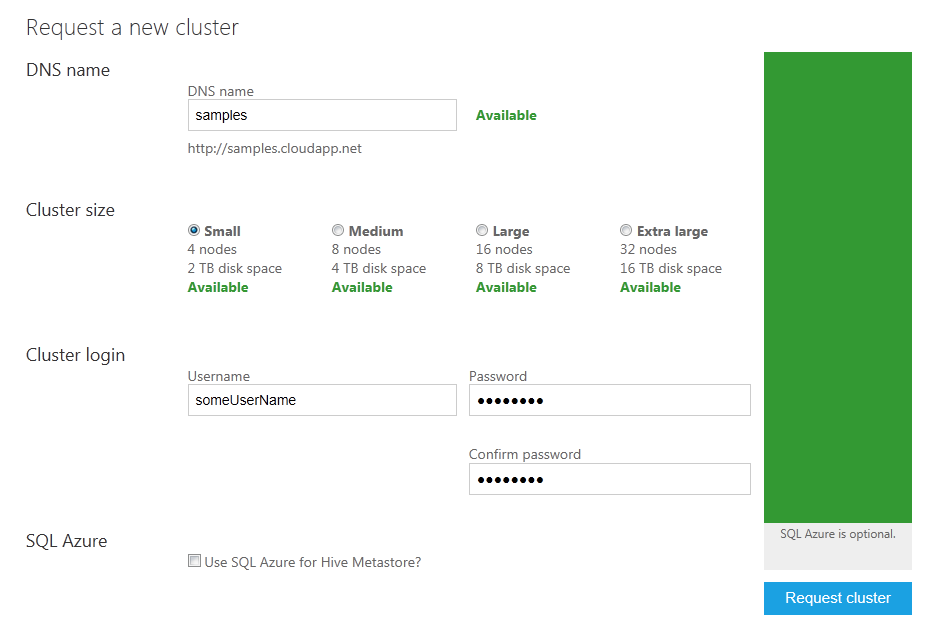 Request a new cluster
DNS name
DNS name
samples
Available
http://samples.cloudapp.net
Cluster size
Small
4 nodes
2 TB disk space
Available
Medium
8 nodes
4 TB disk space
Available
Large
16 nodes
8 TB disk space
Available
Extra large
32 nodes
16 TB disk space
Available
Cluster login
Username
someUserName
Password
●●●●●●●●
Confirm password
●●●●●●●●
SQL Azure
Use SQL Azure for Hive Metastore?
SQL Azure is optional.
Request cluster